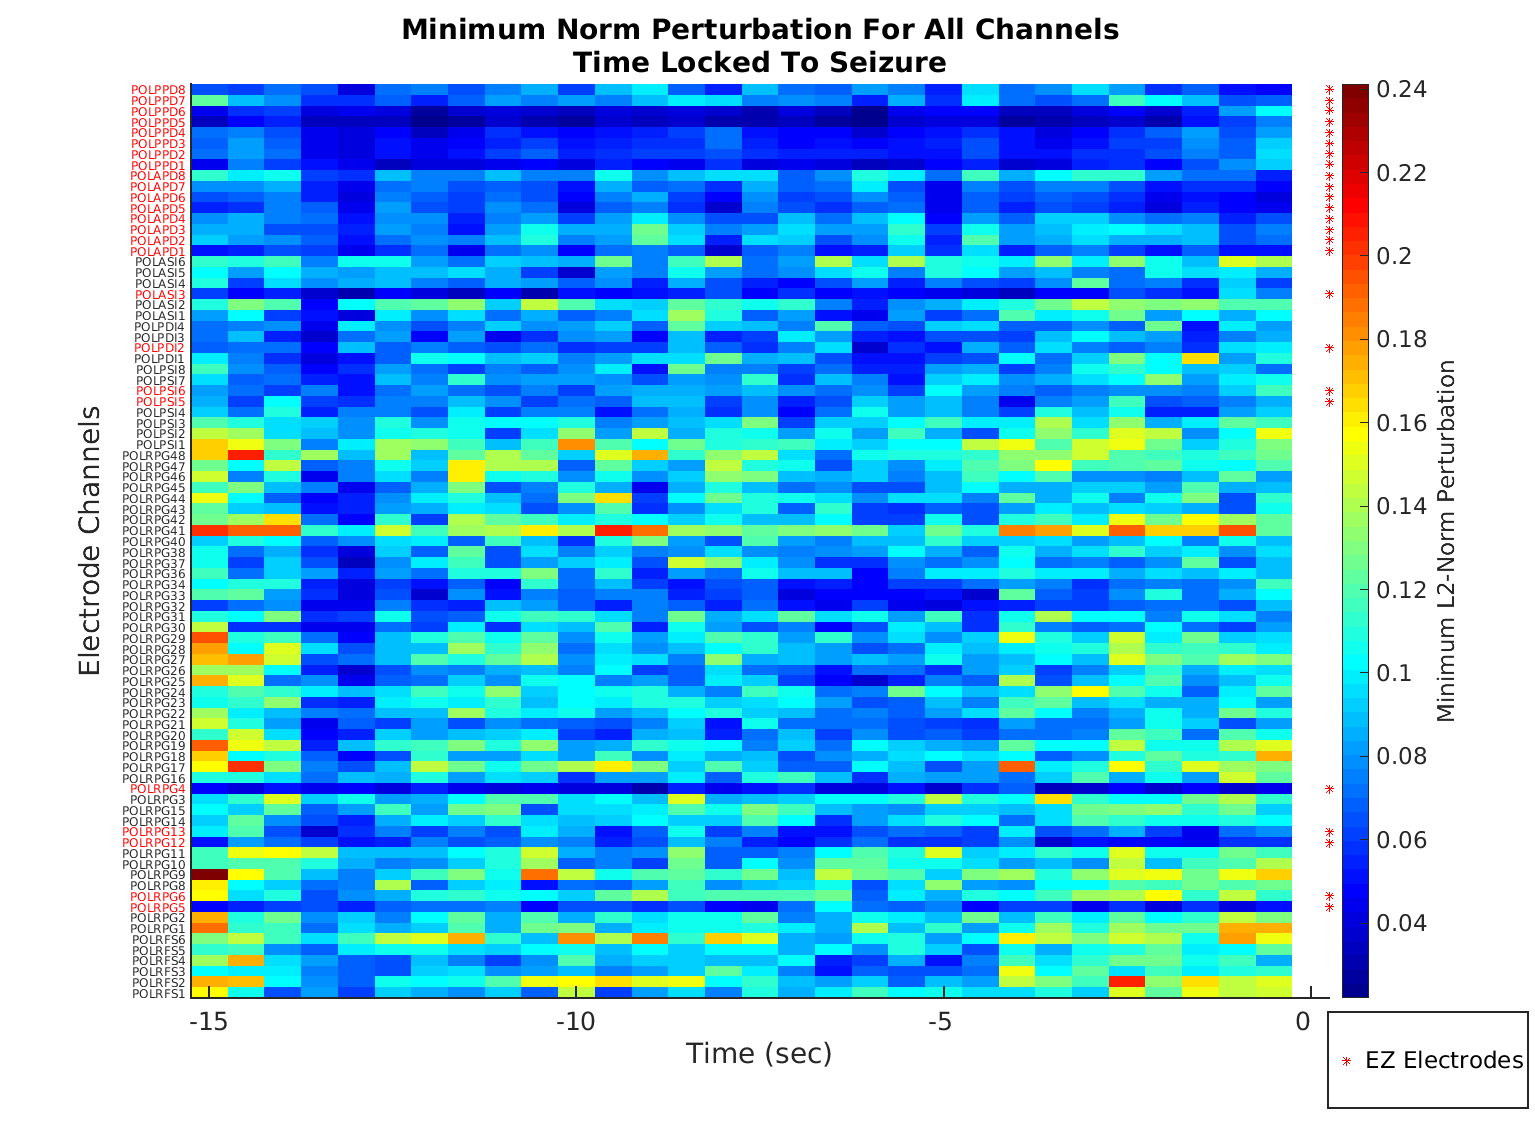 Minimum Norm Perturbation For All Channels
Time Locked To Seizure
Electrode Channels
POLPPD8
POLPPD7
POLPPD6
POLPPD5
POLPPD4
POLPPD3
POLPPD2
POLPPD1
POLAPD8
POLAPD7
POLAPD6
POLAPD5
POLAPD4
POLAPD3
POLAPD2
POLAPD1
POLASI6
POLASI5
POLASI4
POLASI3
POLASI2
POLASI1
POLPDI4
POLPDI3
POLPDI2
POLPDI1
POLPSI8
POLPSI7
POLPSI6
POLPSI5
POLPSI4
POLPSI3
POLPSI2
POLPSI1
POLRPG48
POLRPG47
POLRPG46
POLRPG45
POLRPG44
POLRPG43
POLRPG42
POLRPG41
POLRPG40
POLRPG38
POLRPG37
POLRPG36
POLRPG34
POLRPG33
POLRPG32
POLRPG31
POLRPG30
POLRPG29
POLRPG28
POLRPG27
POLRPG26
POLRPG25
POLRPG24
POLRPG23
POLRPG22
POLRPG21
POLRPG20
POLRPG19
POLRPG18
POLRPG17
POLRPG16
POLRPG4
POLRPG3
POLRPG15
POLRPG14
POLRPG13
POLRPG12
POLRPG11
POLRPG10
POLRPG9
POLRPG8
POLRPG6
POLRPG5
POLRPG2
POLRPG1
POLRFS6
POLRFS5
POLRFS4
POLRFS3
POLRFS2
POLRFS1
-15 -10 -5 0
Time (sec)
0.24
0.22
0.2
0.18
0.16
0.14
0.12
0.1
0.08
0.06
0.04
Minimum L2-Norm Perturbation
EZ Electrodes